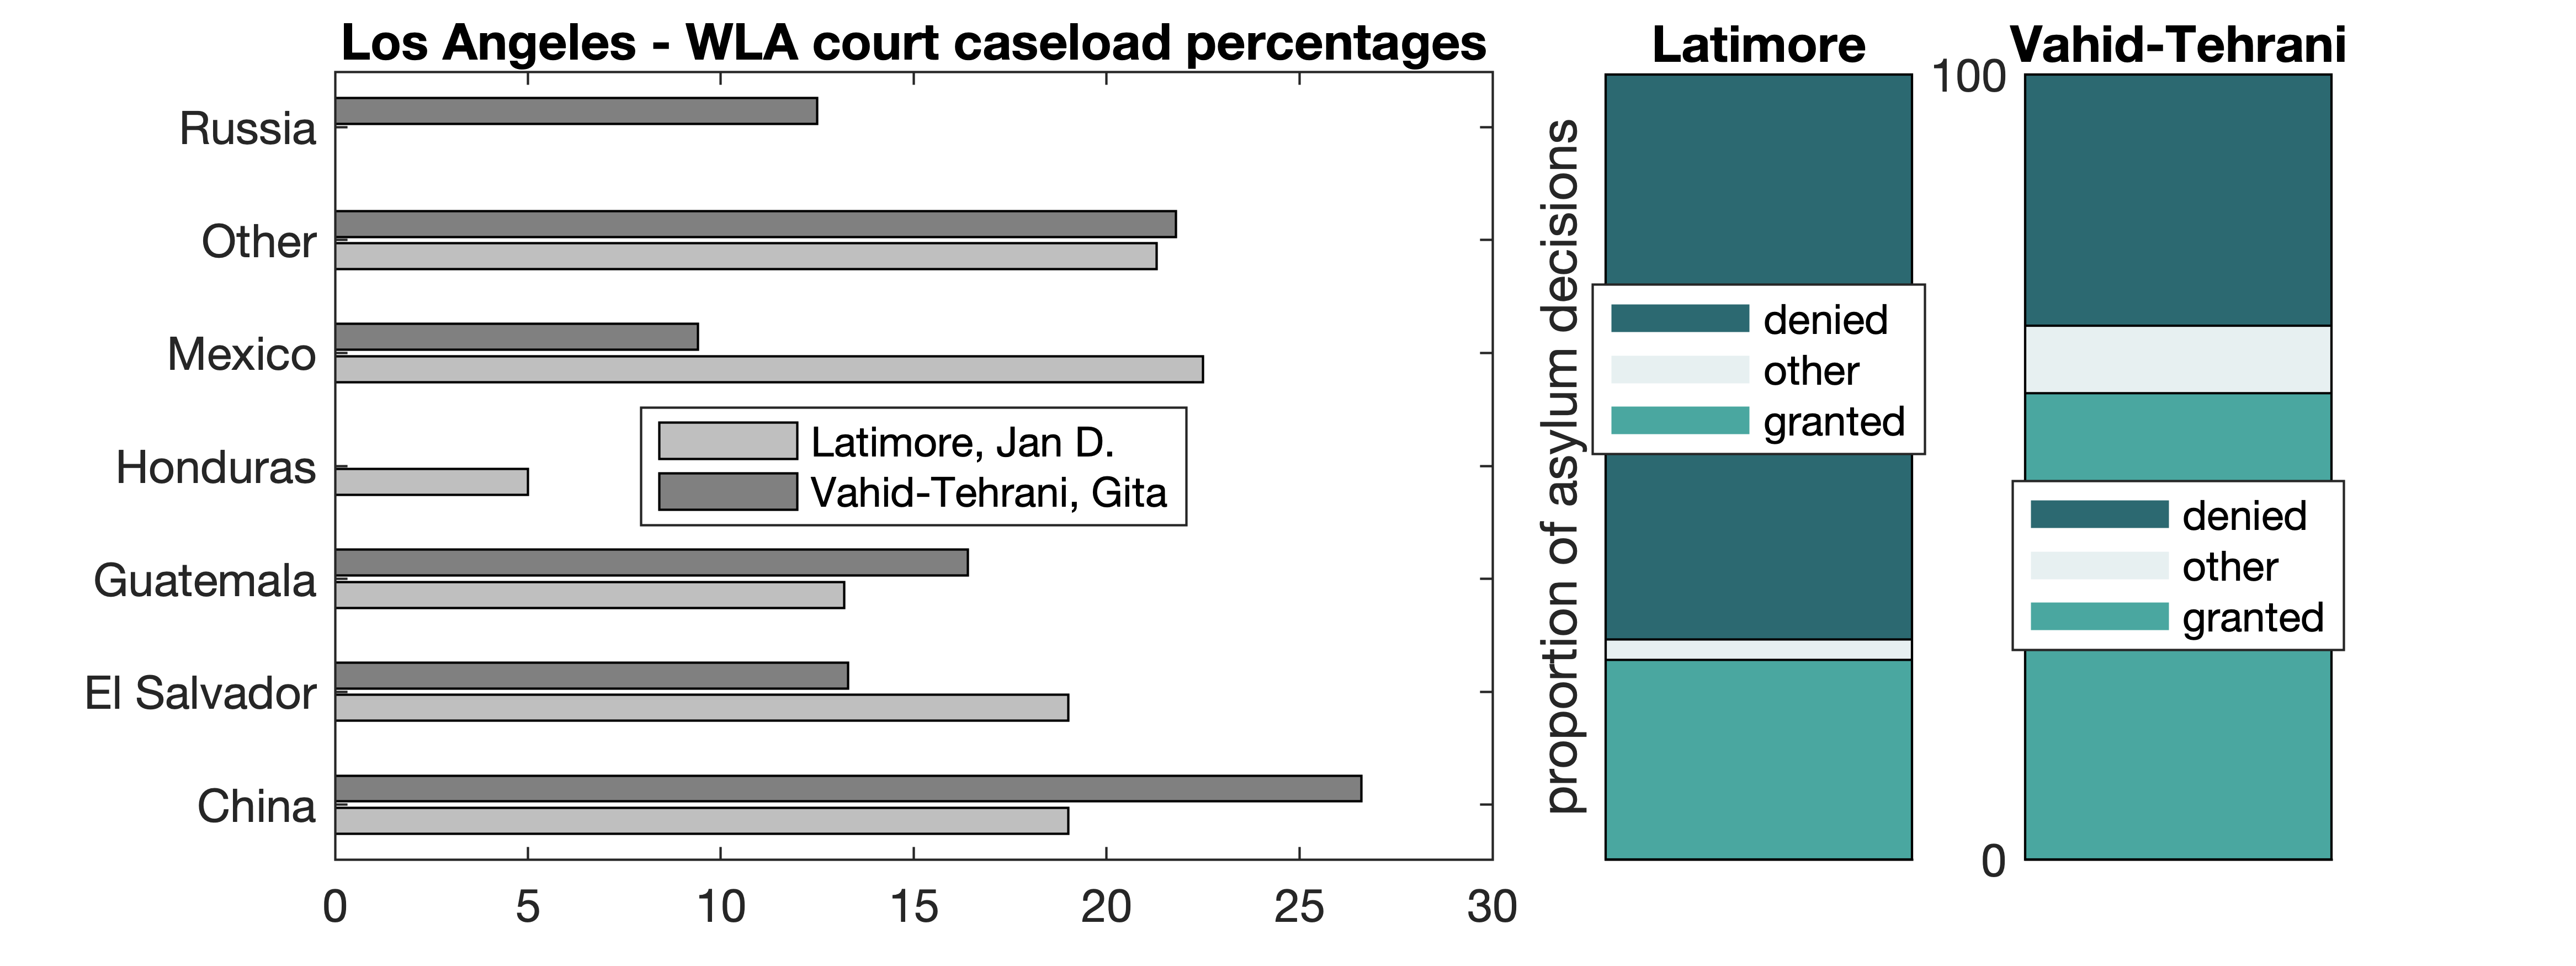 Los Angeles - WLA court caseload percentages
Russia
Other
Mexico
Honduras
Guatemala
El Salvador
China
Latimore, Jan D.
Vahid-Tehrani, Gita
0 5 10 15 20 25 30
Latimore
proportion of asylum decisions
denied
other
granted
Vahid-Tehrani
100
0
denied
other
granted